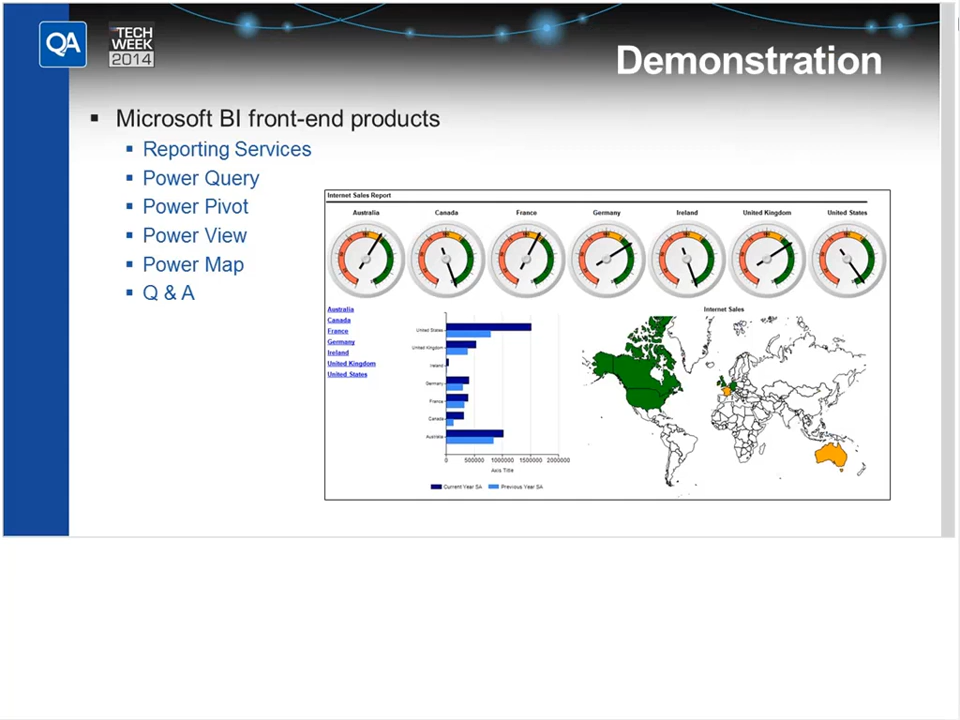 QA
TECH
WEEK
2014
Demonstration
Microsoft BI front-end products
Reporting Services
Power Query
Power Pivot
Power View
Power Map
Q & A
Internet Sales Report
Australia Canada France Germany Ireland United Kingdom United States
Australia
Canada
France
Germany
Ireland
United Kingdom
United States
United States
United Kingdom
Ireland
Germany
France
Canada
Australia
0 500000 1000000 1500000 2000000
Axis Title
Current Year SA Previous Year SA
Internet Sales